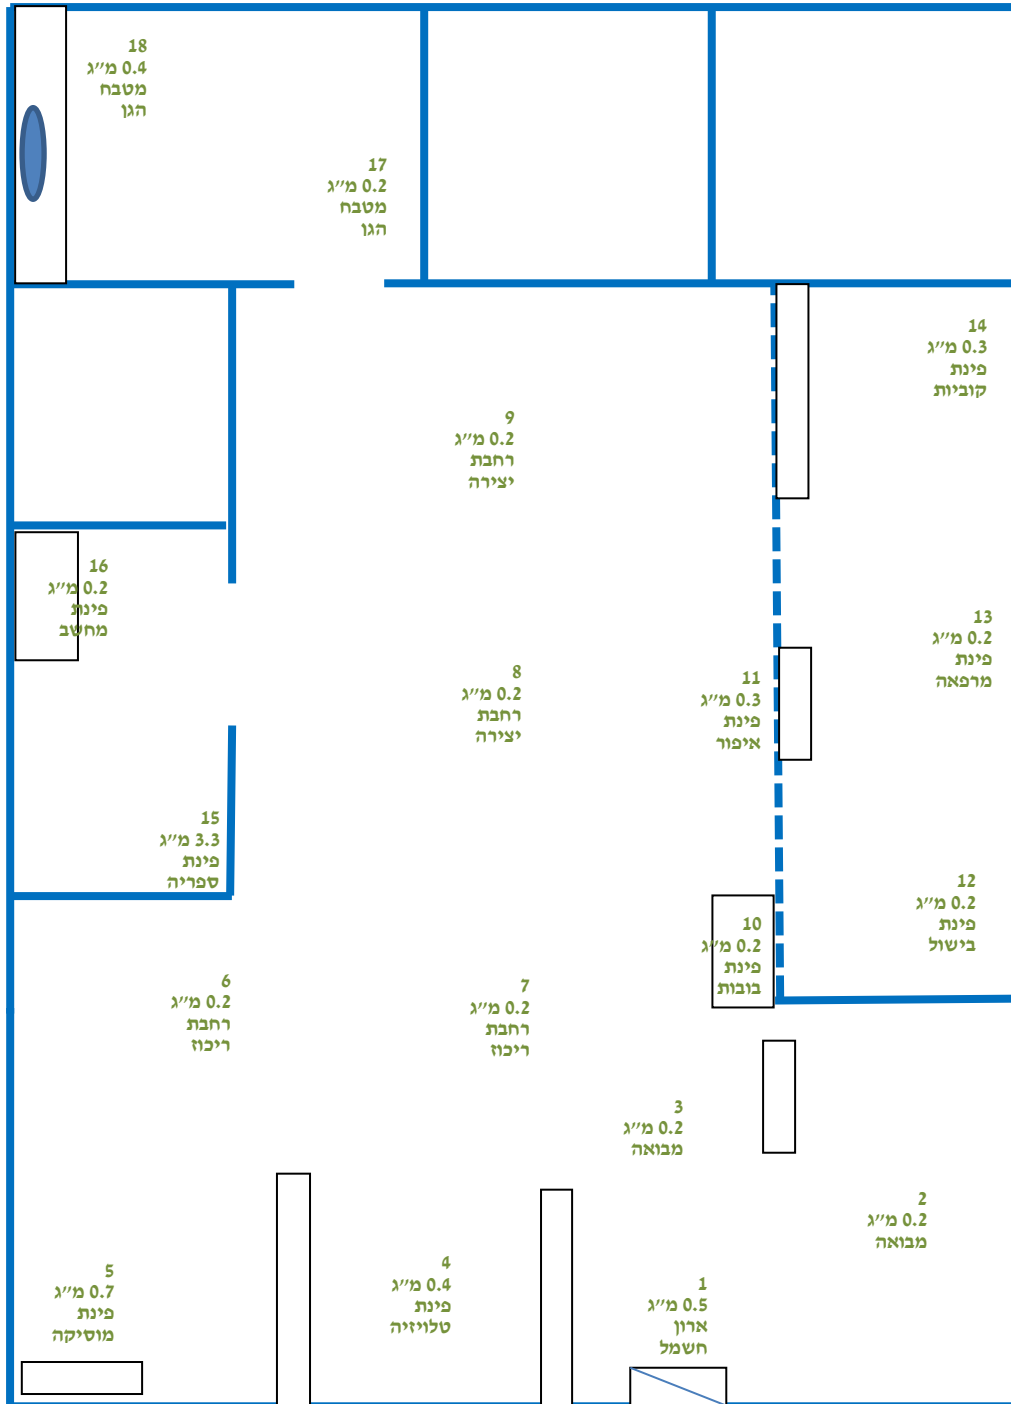 18
0.4 מ"ג
מטבח
הגן
17
0.2 מ"ג
מטבח
הגן
14
0.3 מ"ג
פינת
קוביות
9
0.2 מ"ג
רחבת
יצירה
16
0.2 מ"ג
פינת
מחשב
13
0.2 מ"ג
פינת
מרפאה
8
0.2 מ"ג
רחבת
יצירה
11
0.3 מ"ג
פינת
איפור
15
3.3 מ"ג
פינת
ספריה
12
0.2 מ"ג
פינת
בישול
10
0.2 מ"ג
פינת
בובות
6
0.2 מ"ג
רחבת
ריכוז
7
0.2 מ"ג
רחבת
ריכוז
3
0.2 מ"ג
מבואה
2
0.2 מ"ג
מבואה
4
0.4 מ"ג
פינת
טלויזיה
5
0.7 מ"ג
פינת
מוסיקה
1
0.5 מ"ג
ארון
חשמל